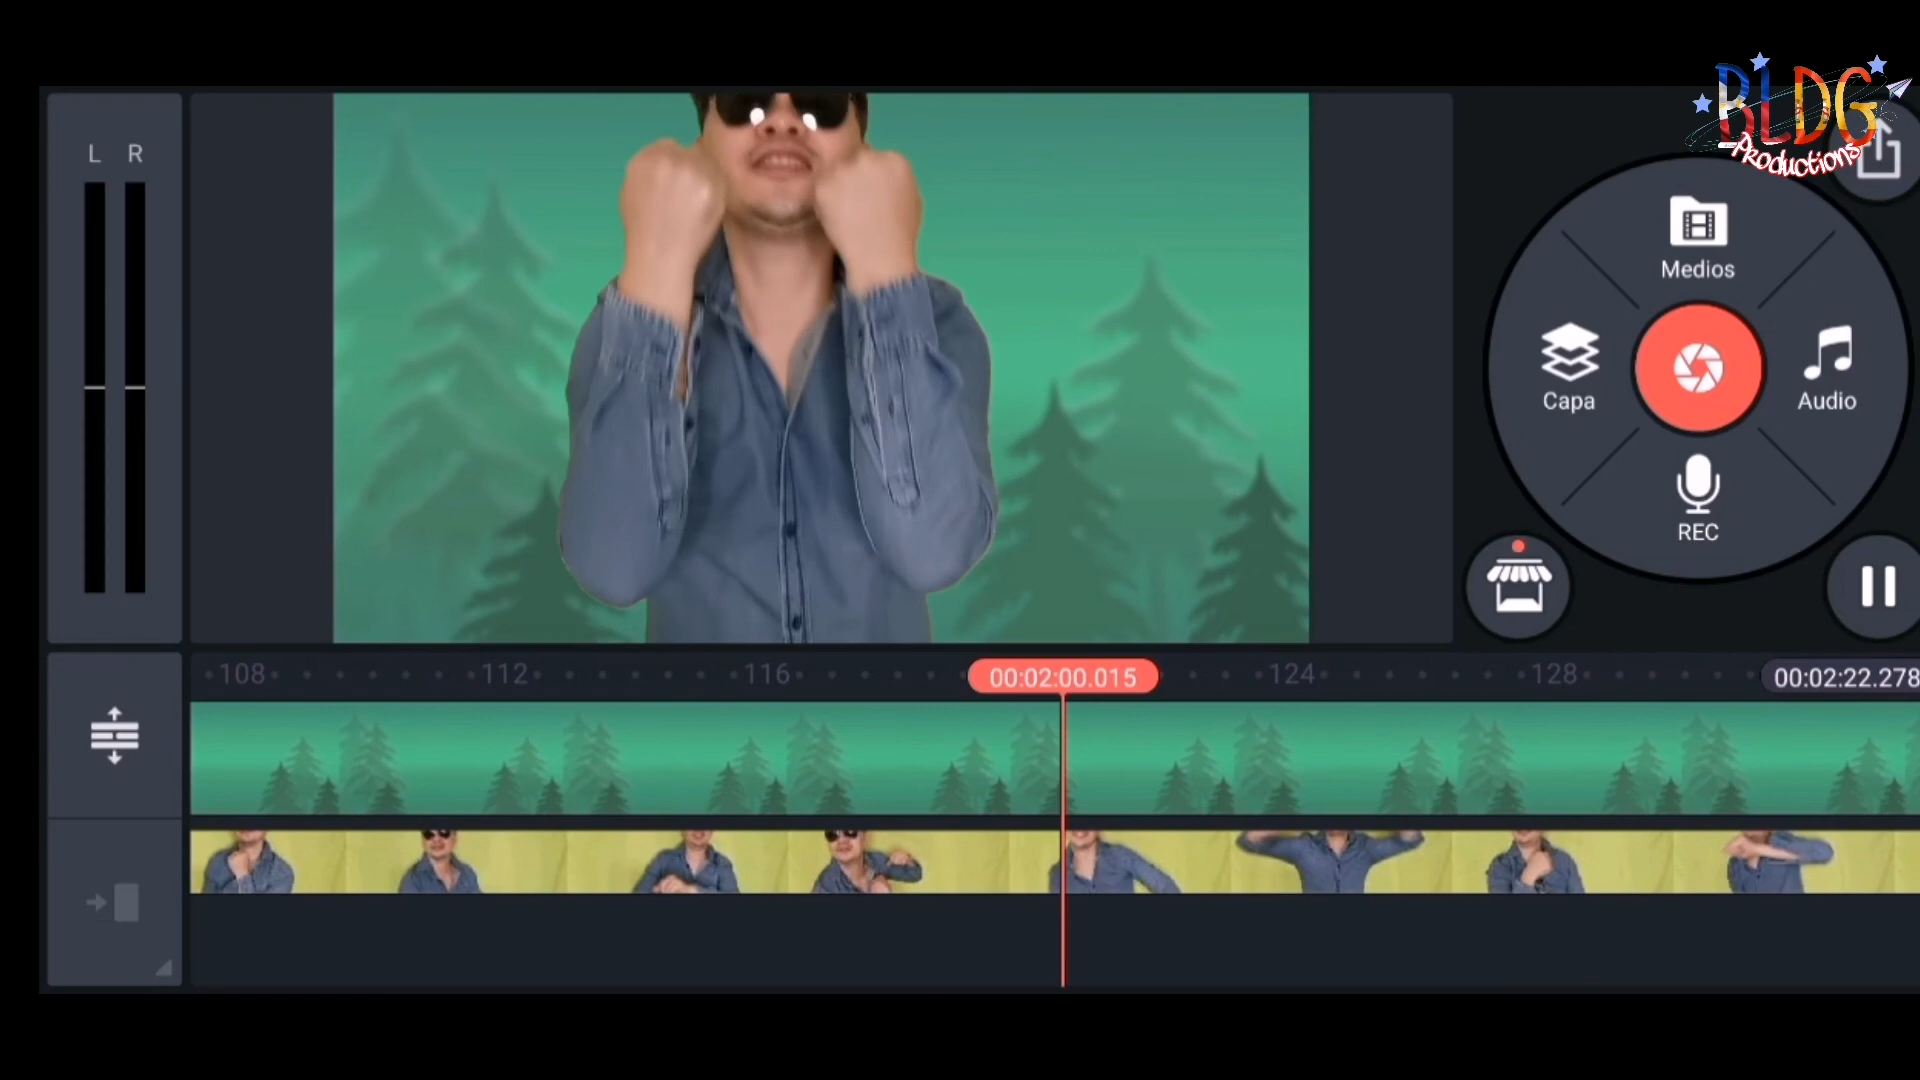 BLDG
Productions
L R
Medios
Capa
Audio
REC
108 112 116 00:02:00.015 124 128 00:02:22.278